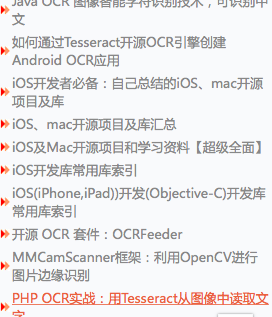 Java OCR 图像智能字符识别技术，可识别中
文
如何通过Tesseract开源OCR引擎创建
Android OCR应用
iOS开发者必备：自己总结的iOS、mac开源
项目及库
iOS、mac开源项目及库汇总
iOS及Mac开源项目和学习资料【超级全面】
iOS开发库常用库索引
iOS(iPhone,iPad))开发(Objective-C)开发库
常用库索引
开源 OCR 套件：OCRFeeder
MMCamScanner框架：利用OpenCV进行
图片边缘识别
PHP OCR实战：用Tesseract从图像中读取文
字